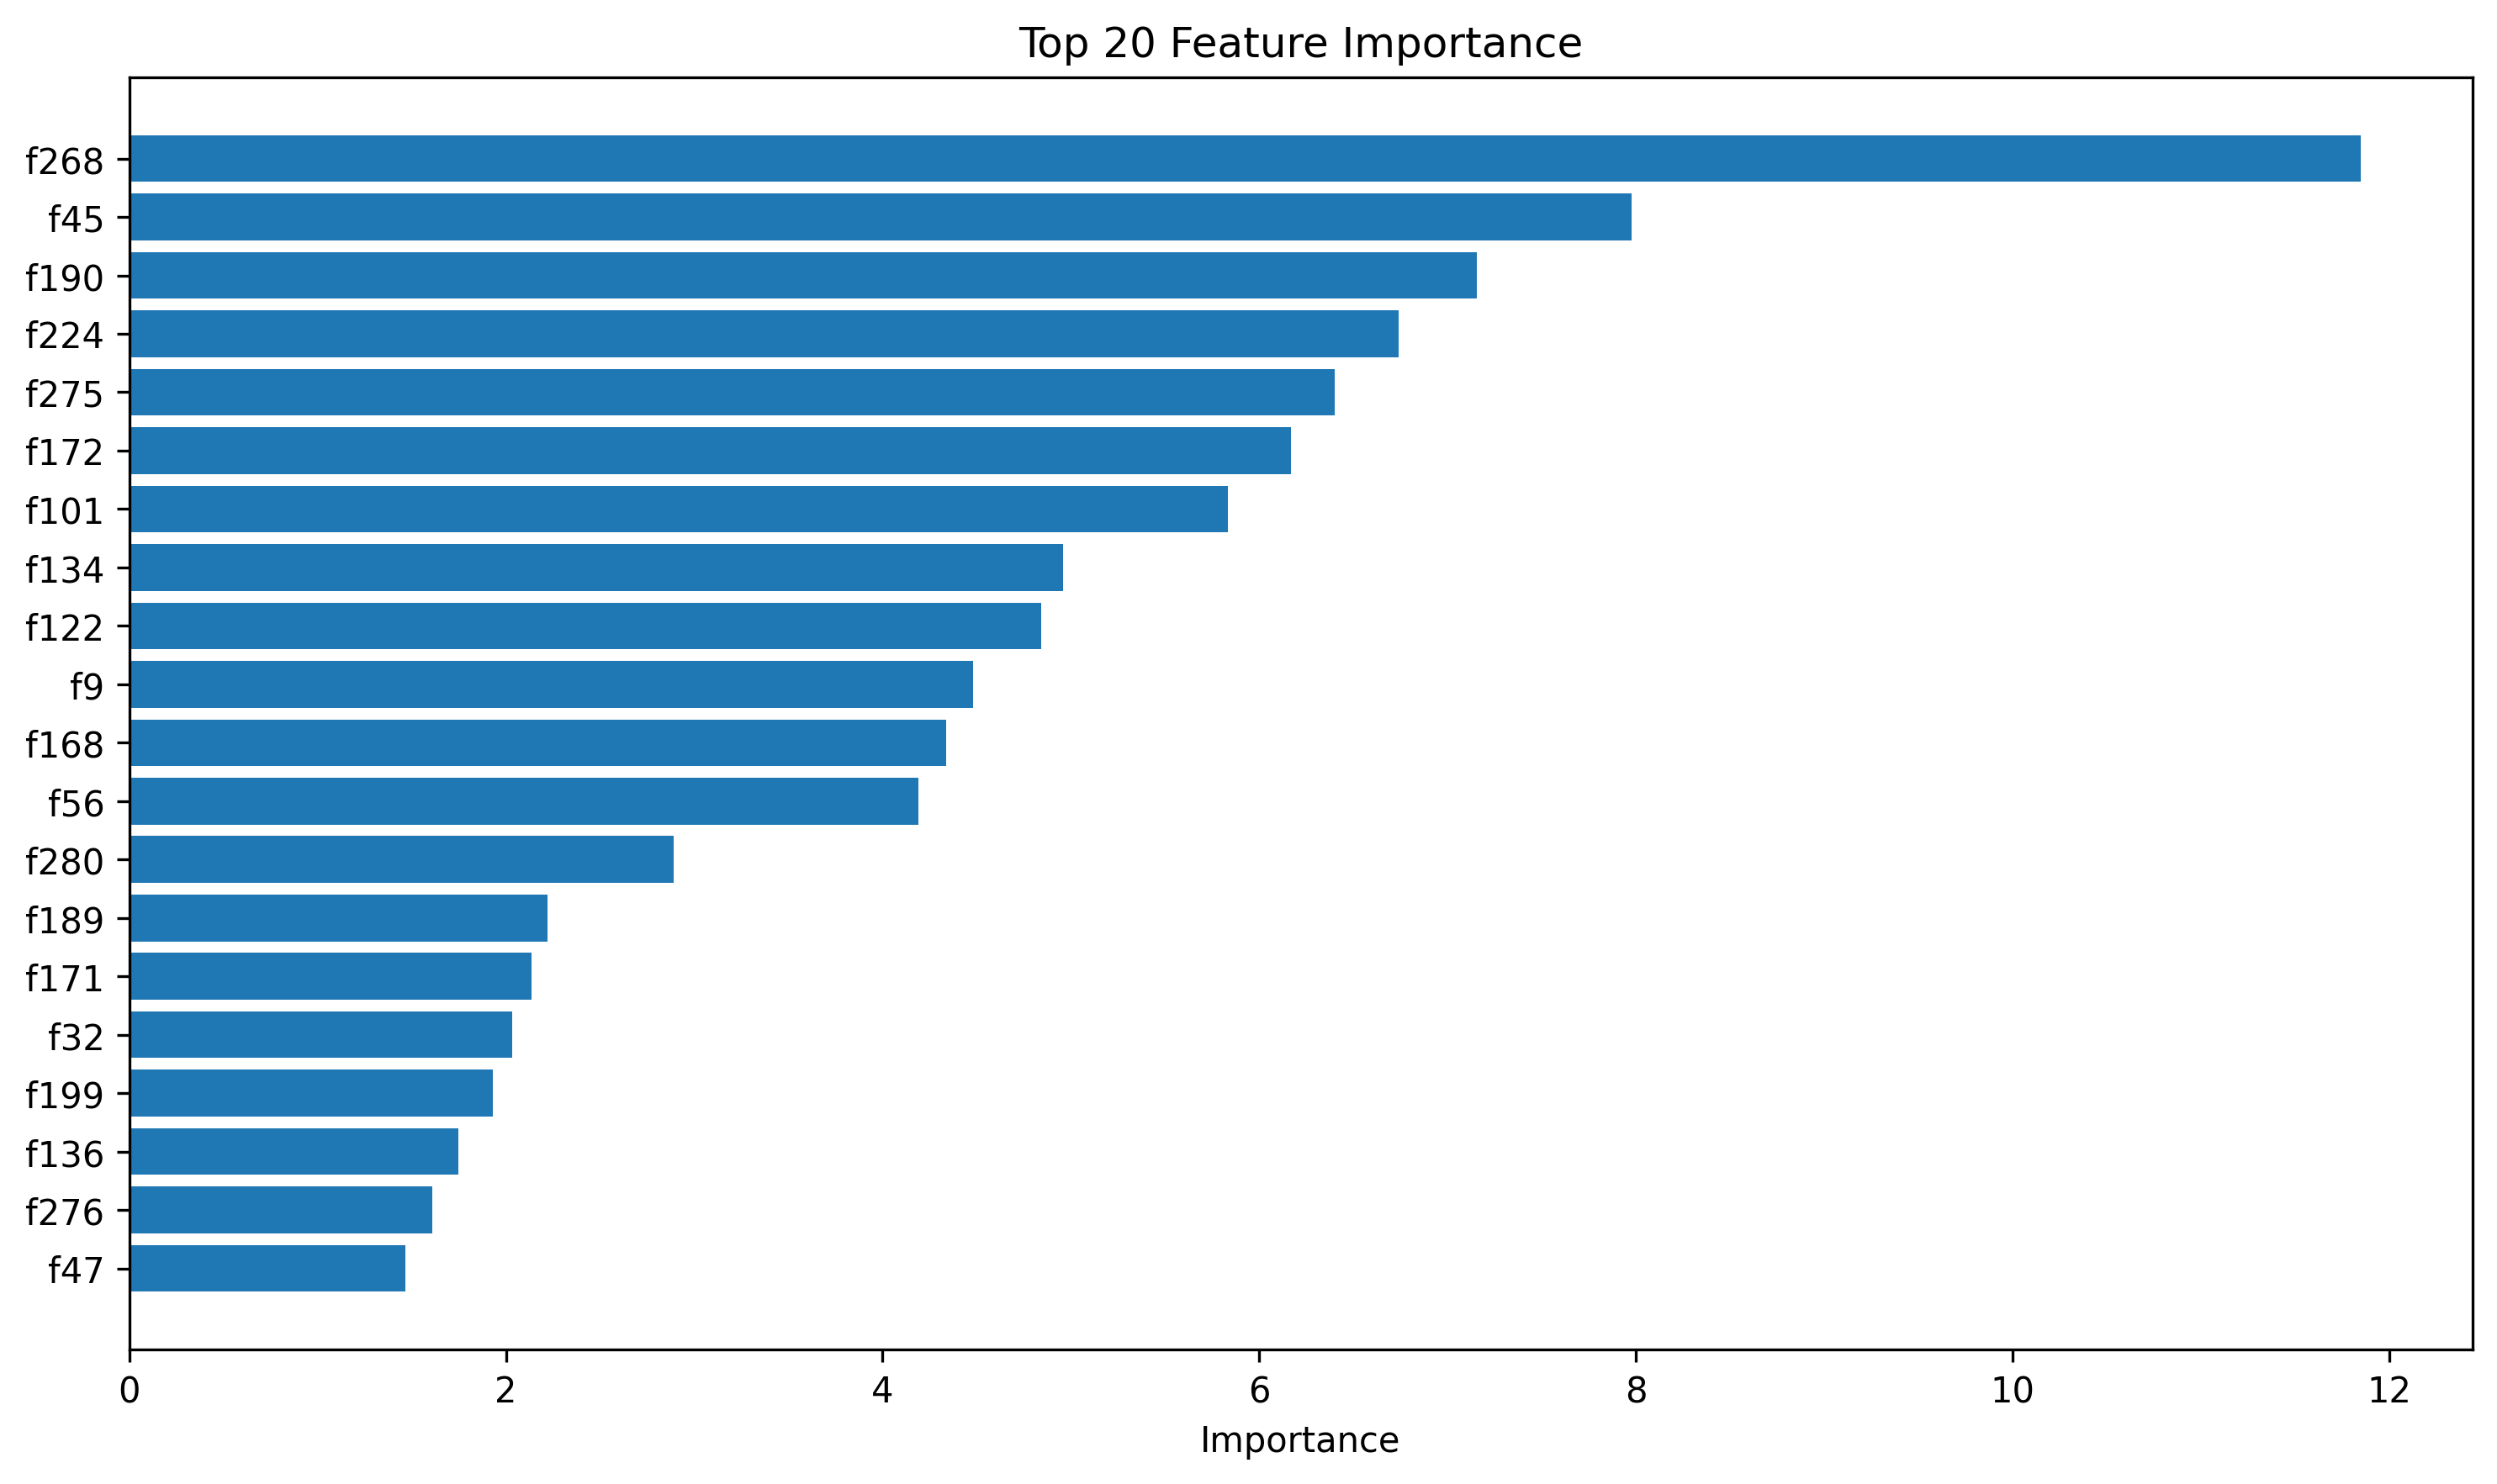 Top 20 Feature Importance
f268
f45
f190
f224
f275
f172
f101
f134
f122
f9
f168
f56
f280
f189
f171
f32
f199
f136
f276
f47
0 2 4 6 8 10 12
Importance